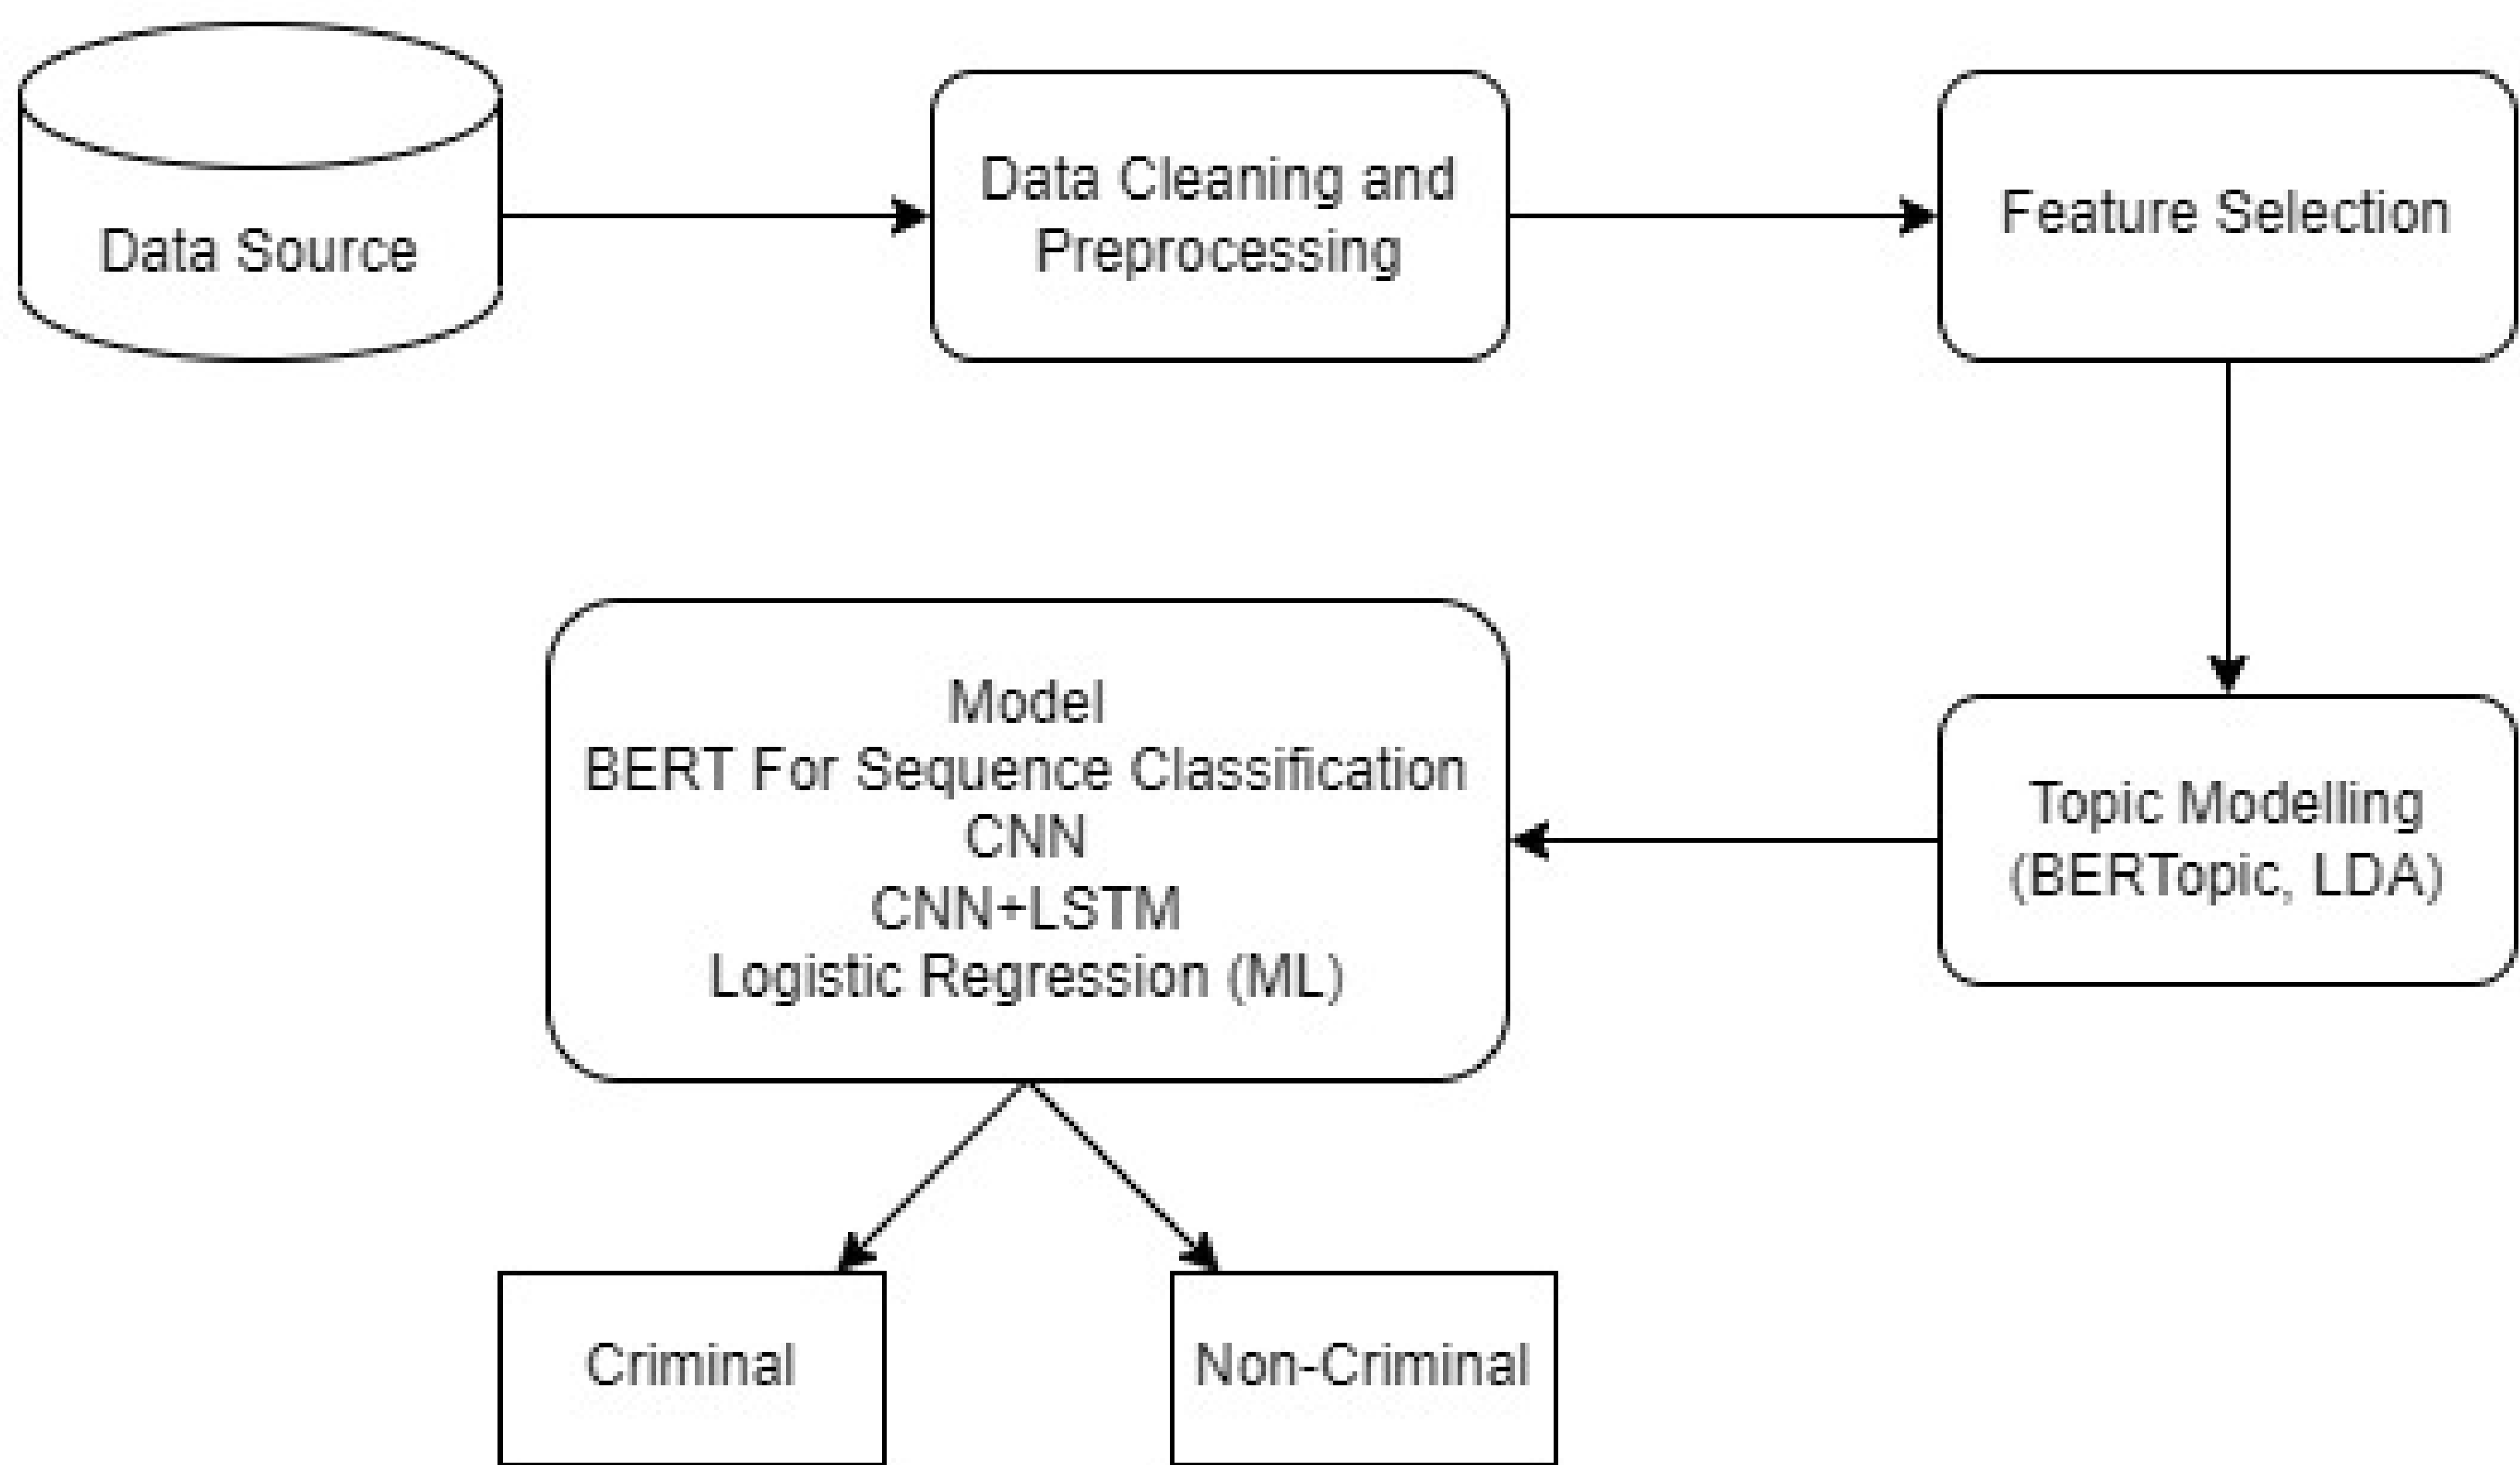 Data Source
Data Cleaning and
Preprocessing
Feature Selection
Topic Modelling
(BERTopic, LDA)
Model
BERT For Sequence Classification
CNN
CNN+LSTM
Logistic Regression (ML)
Criminal
Non-Criminal